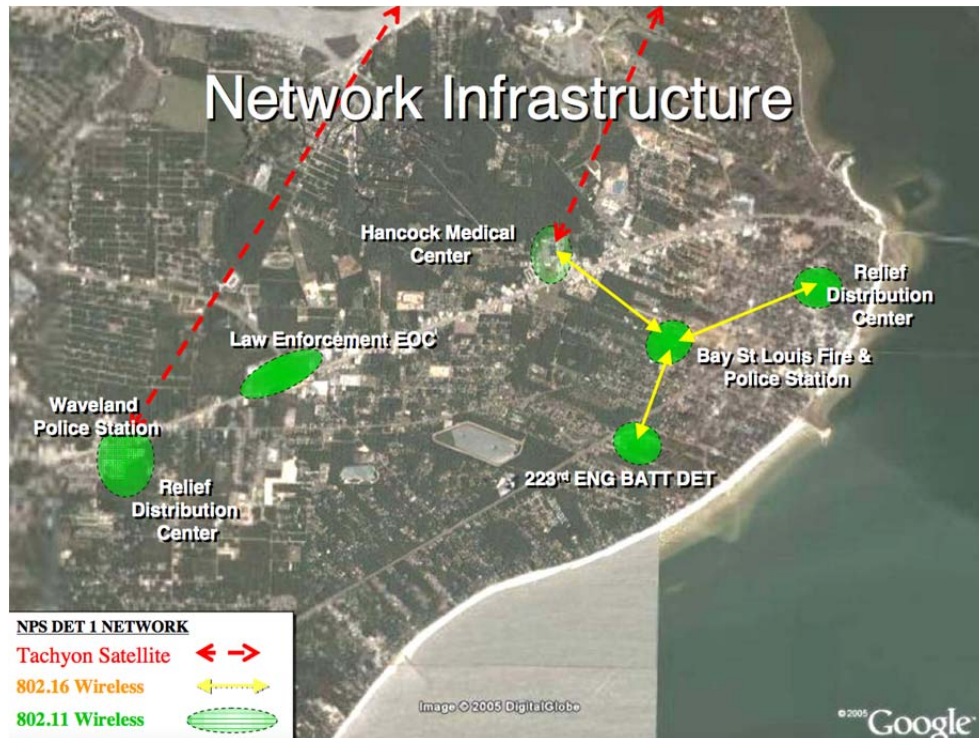 Network Infrastructure
Hancock Medical
Center
Relief
Distribution
Center
Law Enforcement EOC
Bay St Louis Fire &
Police Station
Waveland
Police Station
223rd ENG BATT DET
Relief
Distribution
Center
NPS DET 1 NETWORK
Tachyon Satellite
802.16 Wireless
802.11 Wireless
Image © 2005 DigitalGlobe
© 2005 Google